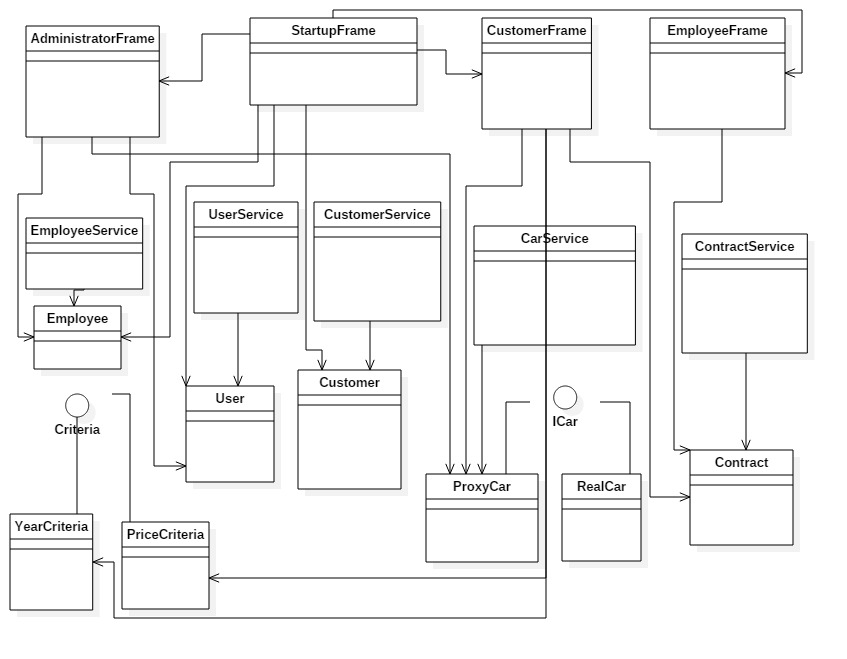 AdministratorFrame
StartupFrame
CustomerFrame
EmployeeFrame
EmployeeService
UserService
CustomerService
CarService
ContractService
Employee
Customer
User
Criteria
ICar
Contract
ProxyCar
RealCar
YearCriteria
PriceCriteria